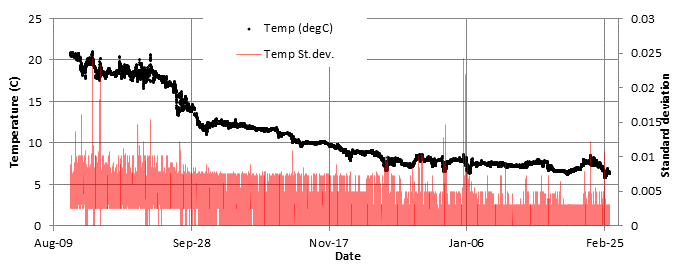 Temp (degC)
Temp St.dev.
Temperature (C)
25
20
15
10
5
0
0.03
0.025
0.02
0.015
0.01
0.005
0
Standard deviation
Aug-09
Sep-28
Nov-17
Jan-06
Feb-25
Date